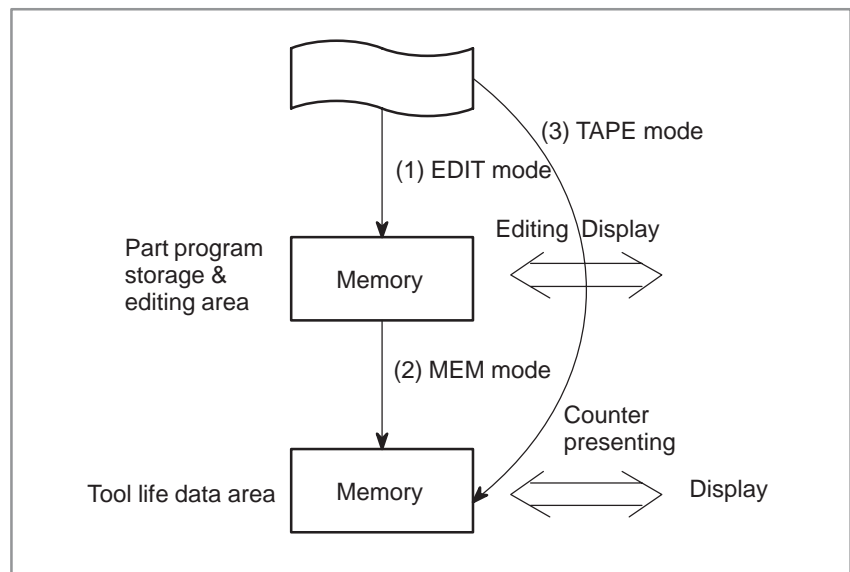 (3) TAPE mode
(1) EDIT mode
Editing Display
Part program
storage &
editing area
Memory
(2) MEM mode
Counter
presenting
Tool life data area
Memory
Display